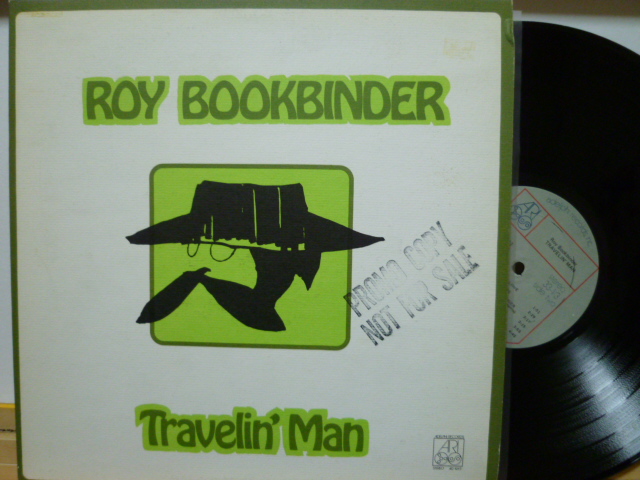 ROY BOOKBINDER
PROMO COPY
NOT FOR SALE
Travelin' Man